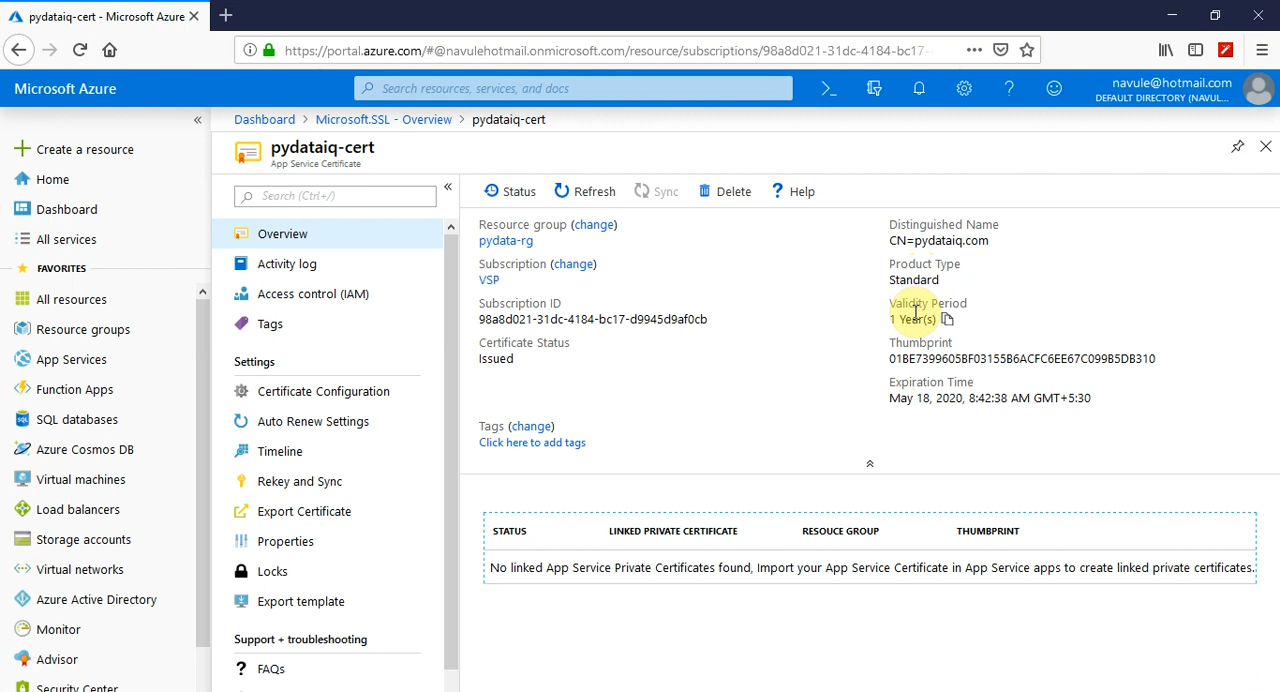 pydataiq-cert - Microsoft Azure
https://portal.azure.com/#@navulehotmail.onmicrosoft.com/resource/subscriptions/98a8d021-31dc-4184-bc17-
Microsoft Azure
Search resources, services, and docs
navule@hotmail.com
DEFAULT DIRECTORY (NAVUL...
Create a resource
Home
Dashboard
All services
FAVORITES
All resources
Resource groups
App Services
Function Apps
SQL databases
Azure Cosmos DB
Virtual machines
Load balancers
Storage accounts
Virtual networks
Azure Active Directory
Monitor
Advisor
Security Center
Dashboard > Microsoft.SSL - Overview > pydataiq-cert
pydataiq-cert
App Service Certificate
Search (Ctrl+/)
Overview
Activity log
Access control (IAM)
Tags
Settings
Certificate Configuration
Auto Renew Settings
Timeline
Rekey and Sync
Export Certificate
Properties
Locks
Export template
Support + troubleshooting
FAQs
Status Refresh Sync Delete Help
Resource group (change)
pydata-rg
Subscription (change)
VSP
Subscription ID
98a8d021-31dc-4184-bc17-d9945d9af0cb
Certificate Status
Issued
Distinguished Name
CN=pydataiq.com
Product Type
Standard
Validity Period
1 Year(s)
Thumbprint
01BE7399605BF03155B6ACFC6EE67C099B5DB310
Expiration Time
May 18, 2020, 8:42:38 AM GMT+5:30
Tags (change)
Click here to add tags
STATUS LINKED PRIVATE CERTIFICATE RESOUCE GROUP THUMBPRINT
No linked App Service Private Certificates found, Import your App Service Certificate in App Service apps to create linked private certificates.